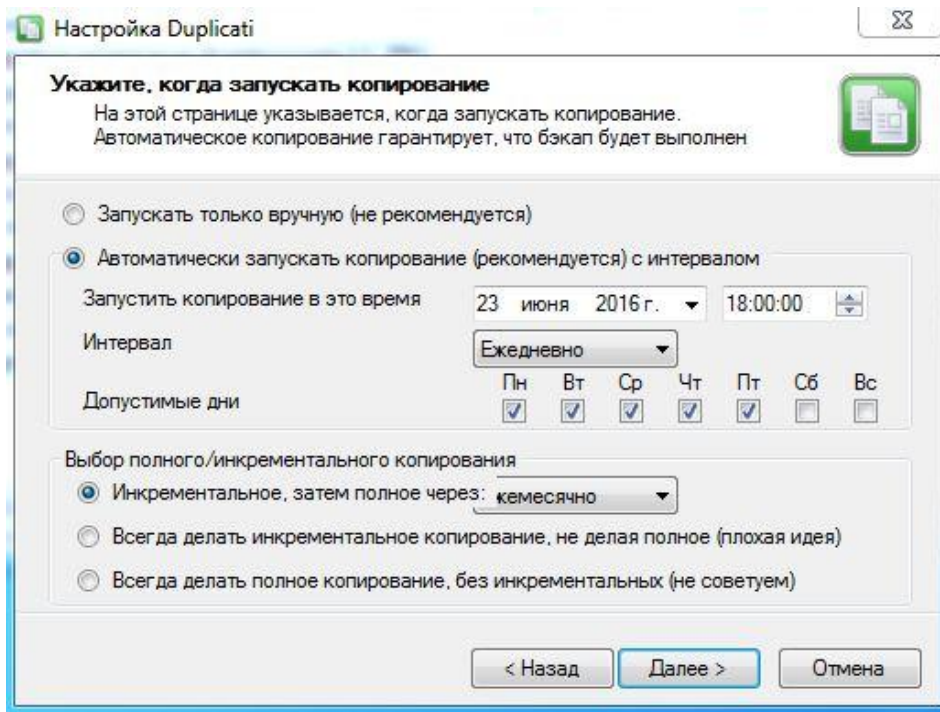 Настройка Duplicati
Укажите, когда запускать копирование
На этой странице указывается, когда запускать копирование.
Автоматическое копирование гарантирует, что бэкап будет выполнен
Запускать только вручную (не рекомендуется)
Автоматически запускать копирование (рекомендуется) с интервалом
Запустить копирование в это время 23 июня 2016 г. 18:00:00
Интервал Ежедневно
Пн Вт Ср Чт Пт Сб Вс
Допустимые дни
Выбор полного/инкрементального копирования
Инкрементальное, затем полное через: кемесячно
Всегда делать инкрементальное копирование, не делая полное (плохая идея)
Всегда делать полное копирование, без инкрементальных (не советуем)
< Назад Далее > Отмена